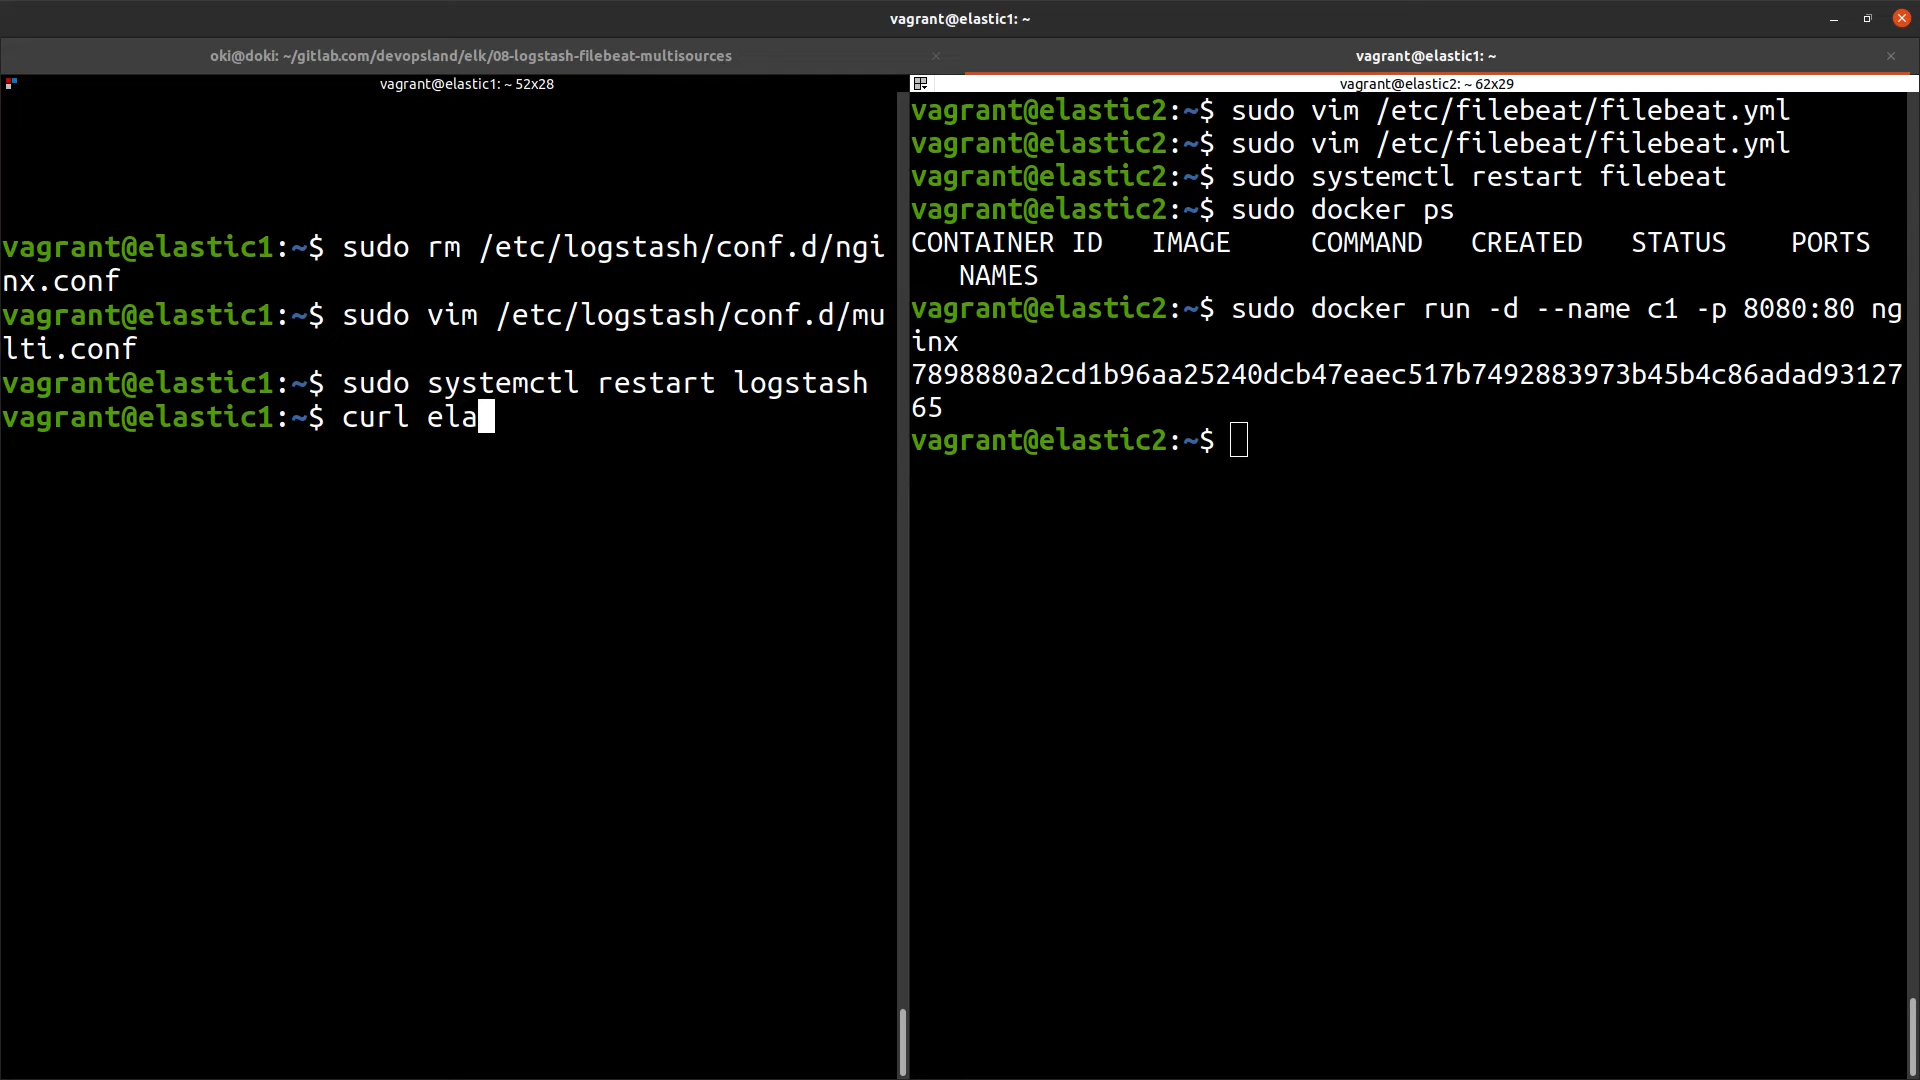 vagrant@elastic1: ~
oki@doki: ~/gitlab.com/devopsland/elk/08-logstash-filebeat-multisources
vagrant@elastic1: ~
vagrant@elastic1: ~ 52x28
vagrant@elastic1:~$ sudo rm /etc/logstash/conf.d/ngi
nx.conf
vagrant@elastic1:~$ sudo vim /etc/logstash/conf.d/mu
lti.conf
vagrant@elastic1:~$ sudo systemctl restart logstash
vagrant@elastic1:~$ curl ela
vagrant@elastic2: ~ 62x29
vagrant@elastic2:~$ sudo vim /etc/filebeat/filebeat.yml
vagrant@elastic2:~$ sudo vim /etc/filebeat/filebeat.yml
vagrant@elastic2:~$ sudo systemctl restart filebeat
vagrant@elastic2:~$ sudo docker ps
CONTAINER ID   IMAGE     COMMAND   CREATED   STATUS    PORTS
   NAMES
vagrant@elastic2:~$ sudo docker run -d --name c1 -p 8080:80 ng
inx
7898880a2cd1b96aa25240dcb47eaec517b7492883973b45b4c86adad93127
65
vagrant@elastic2:~$